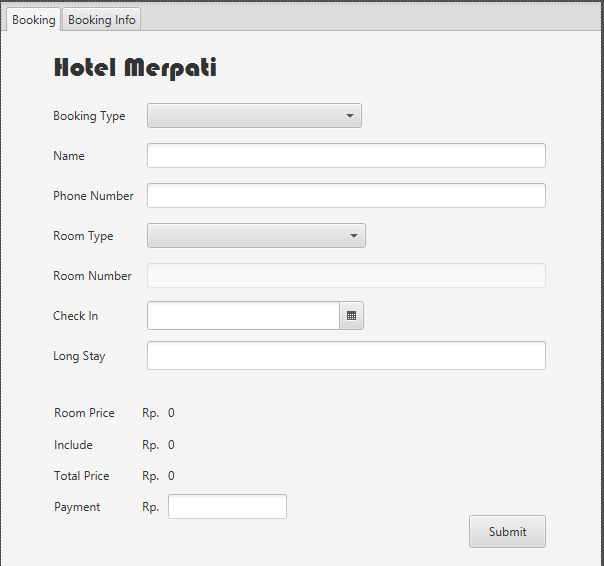 Booking Booking Info
Hotel Merpati
Booking Type
Name
Phone Number
Room Type
Room Number
Check In
Long Stay
Room Price Rp. 0
Include Rp. 0
Total Price Rp. 0
Payment Rp.
Submit